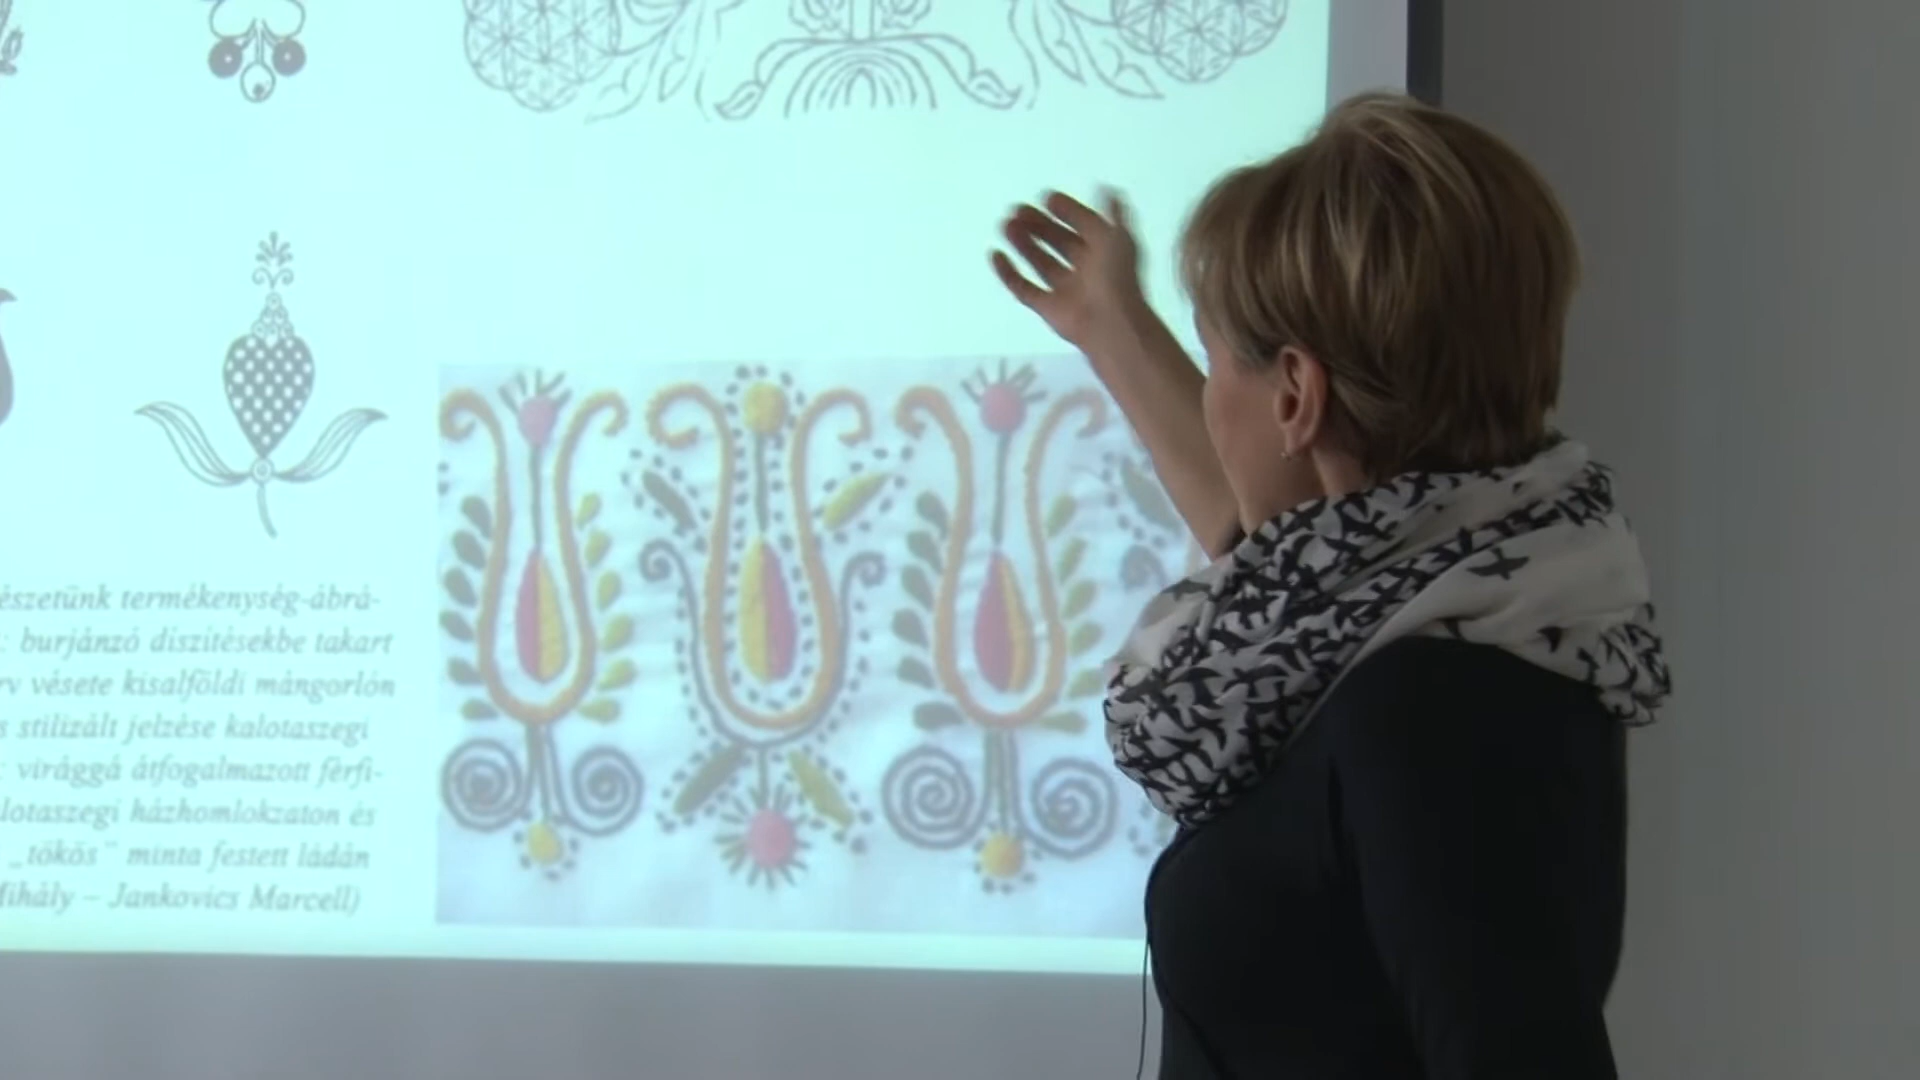 észetünk termékenység-ábrá-
: burjánzó díszítésekbe takart
rv vésete kisalföldi mángorlón
s stilizált jelzése kalotaszegi
: virággá átfogalmazott férfi-
lotaszegi házhomlokzaton és
„tökös” minta festett ládán
Mihály – Jankovics Marcell)